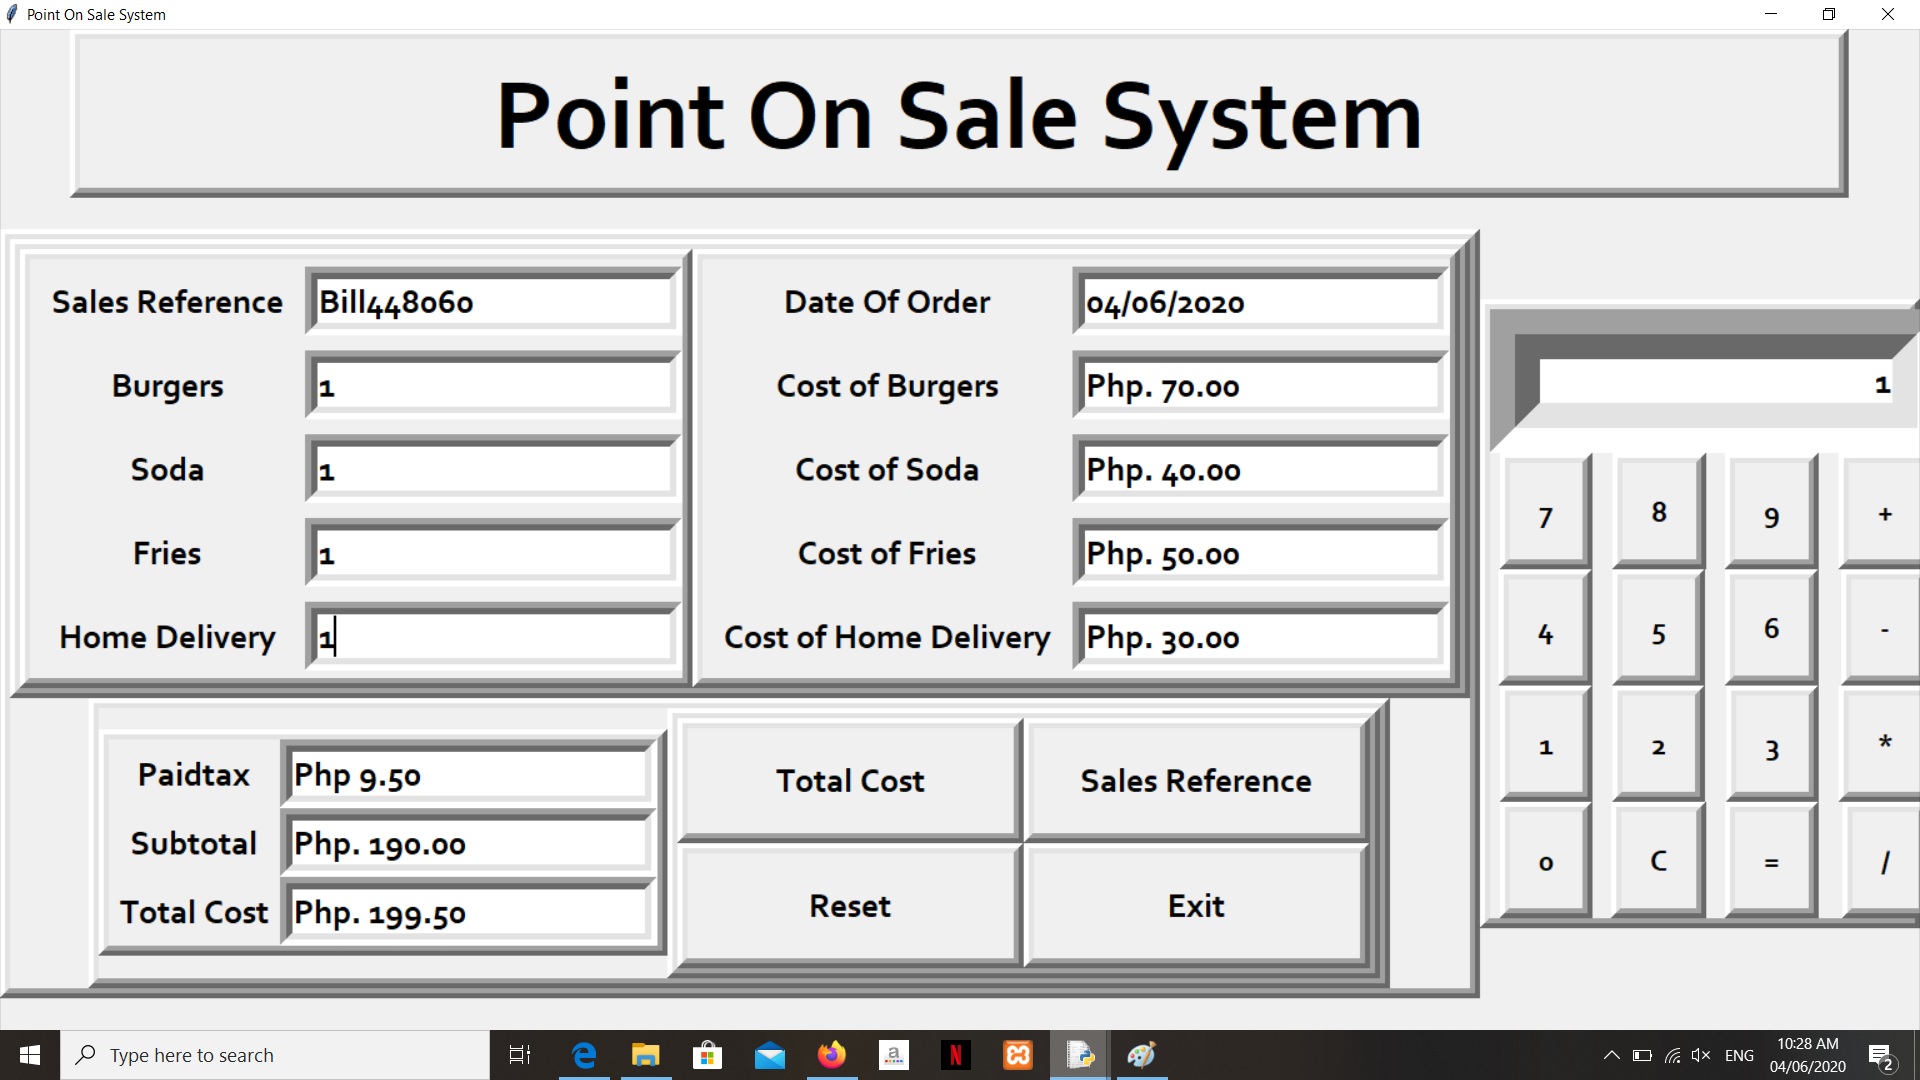 Point On Sale System
Point On Sale System
Sales Reference Bill448060 Date Of Order 04/06/2020
Burgers 1 Cost of Burgers Php. 70.00
1
Soda 1 Cost of Soda Php. 40.00
Fries 1 Cost of Fries Php. 50.00
Home Delivery 1 Cost of Home Delivery Php. 30.00
7 8 9 +
4 5 6 -
1 2 3 *
0 C = /
Paidtax Php 9.50
Subtotal Php. 190.00
Total Cost Php. 199.50
Total Cost Sales Reference
Reset Exit
Type here to search
a
N
ENG
10:28 AM
04/06/2020
2